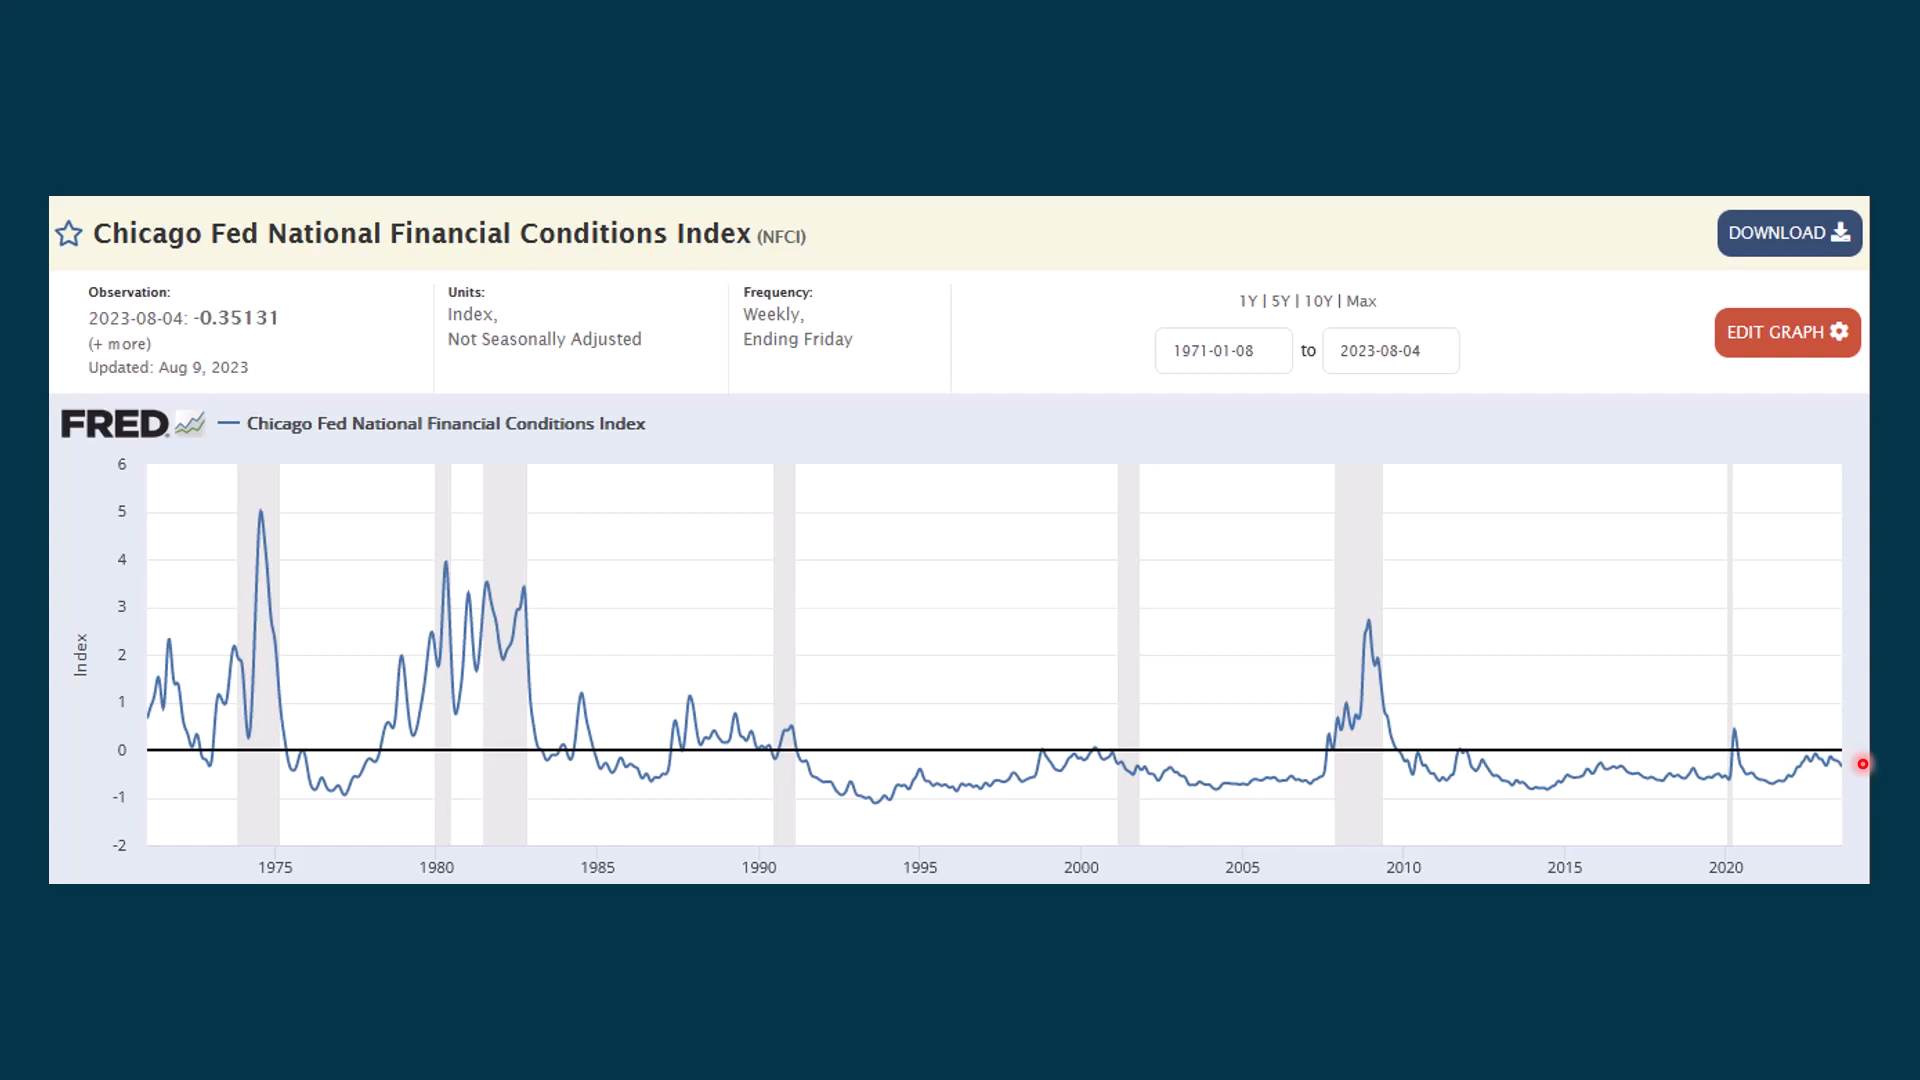 Chicago Fed National Financial Conditions Index (NFCI)
DOWNLOAD
Observation:
2023-08-04: -0.35131
(+ more)
Updated: Aug 9, 2023
Units:
Index,
Not Seasonally Adjusted
Frequency:
Weekly,
Ending Friday
1Y | 5Y | 10Y | Max
1971-01-08 to 2023-08-04
EDIT GRAPH
FRED
Chicago Fed National Financial Conditions Index
Index
6
5
4
3
2
1
0
-1
-2
1975 1980 1985 1990 1995 2000 2005 2010 2015 2020